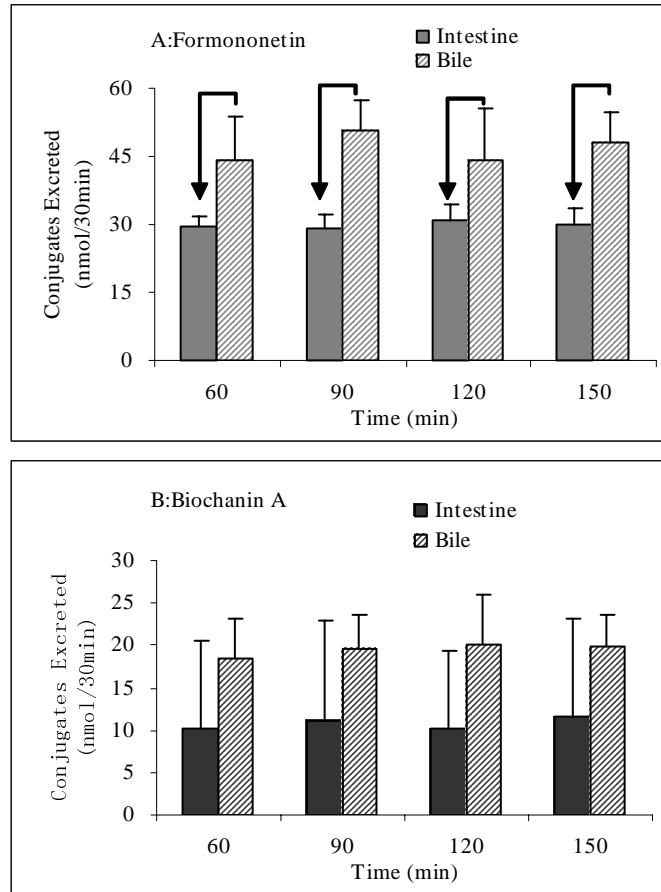 A:Formononetin
Intestine
Bile
Conjugates Excreted
(nmol/30min)
60
45
30
15
0
60 90 120 150
Time (min)
B:Biochanin A
Intestine
Bile
Conjugates Excreted
(nmol/30min)
30
25
20
15
10
5
0
60 90 120 150
Time (min)